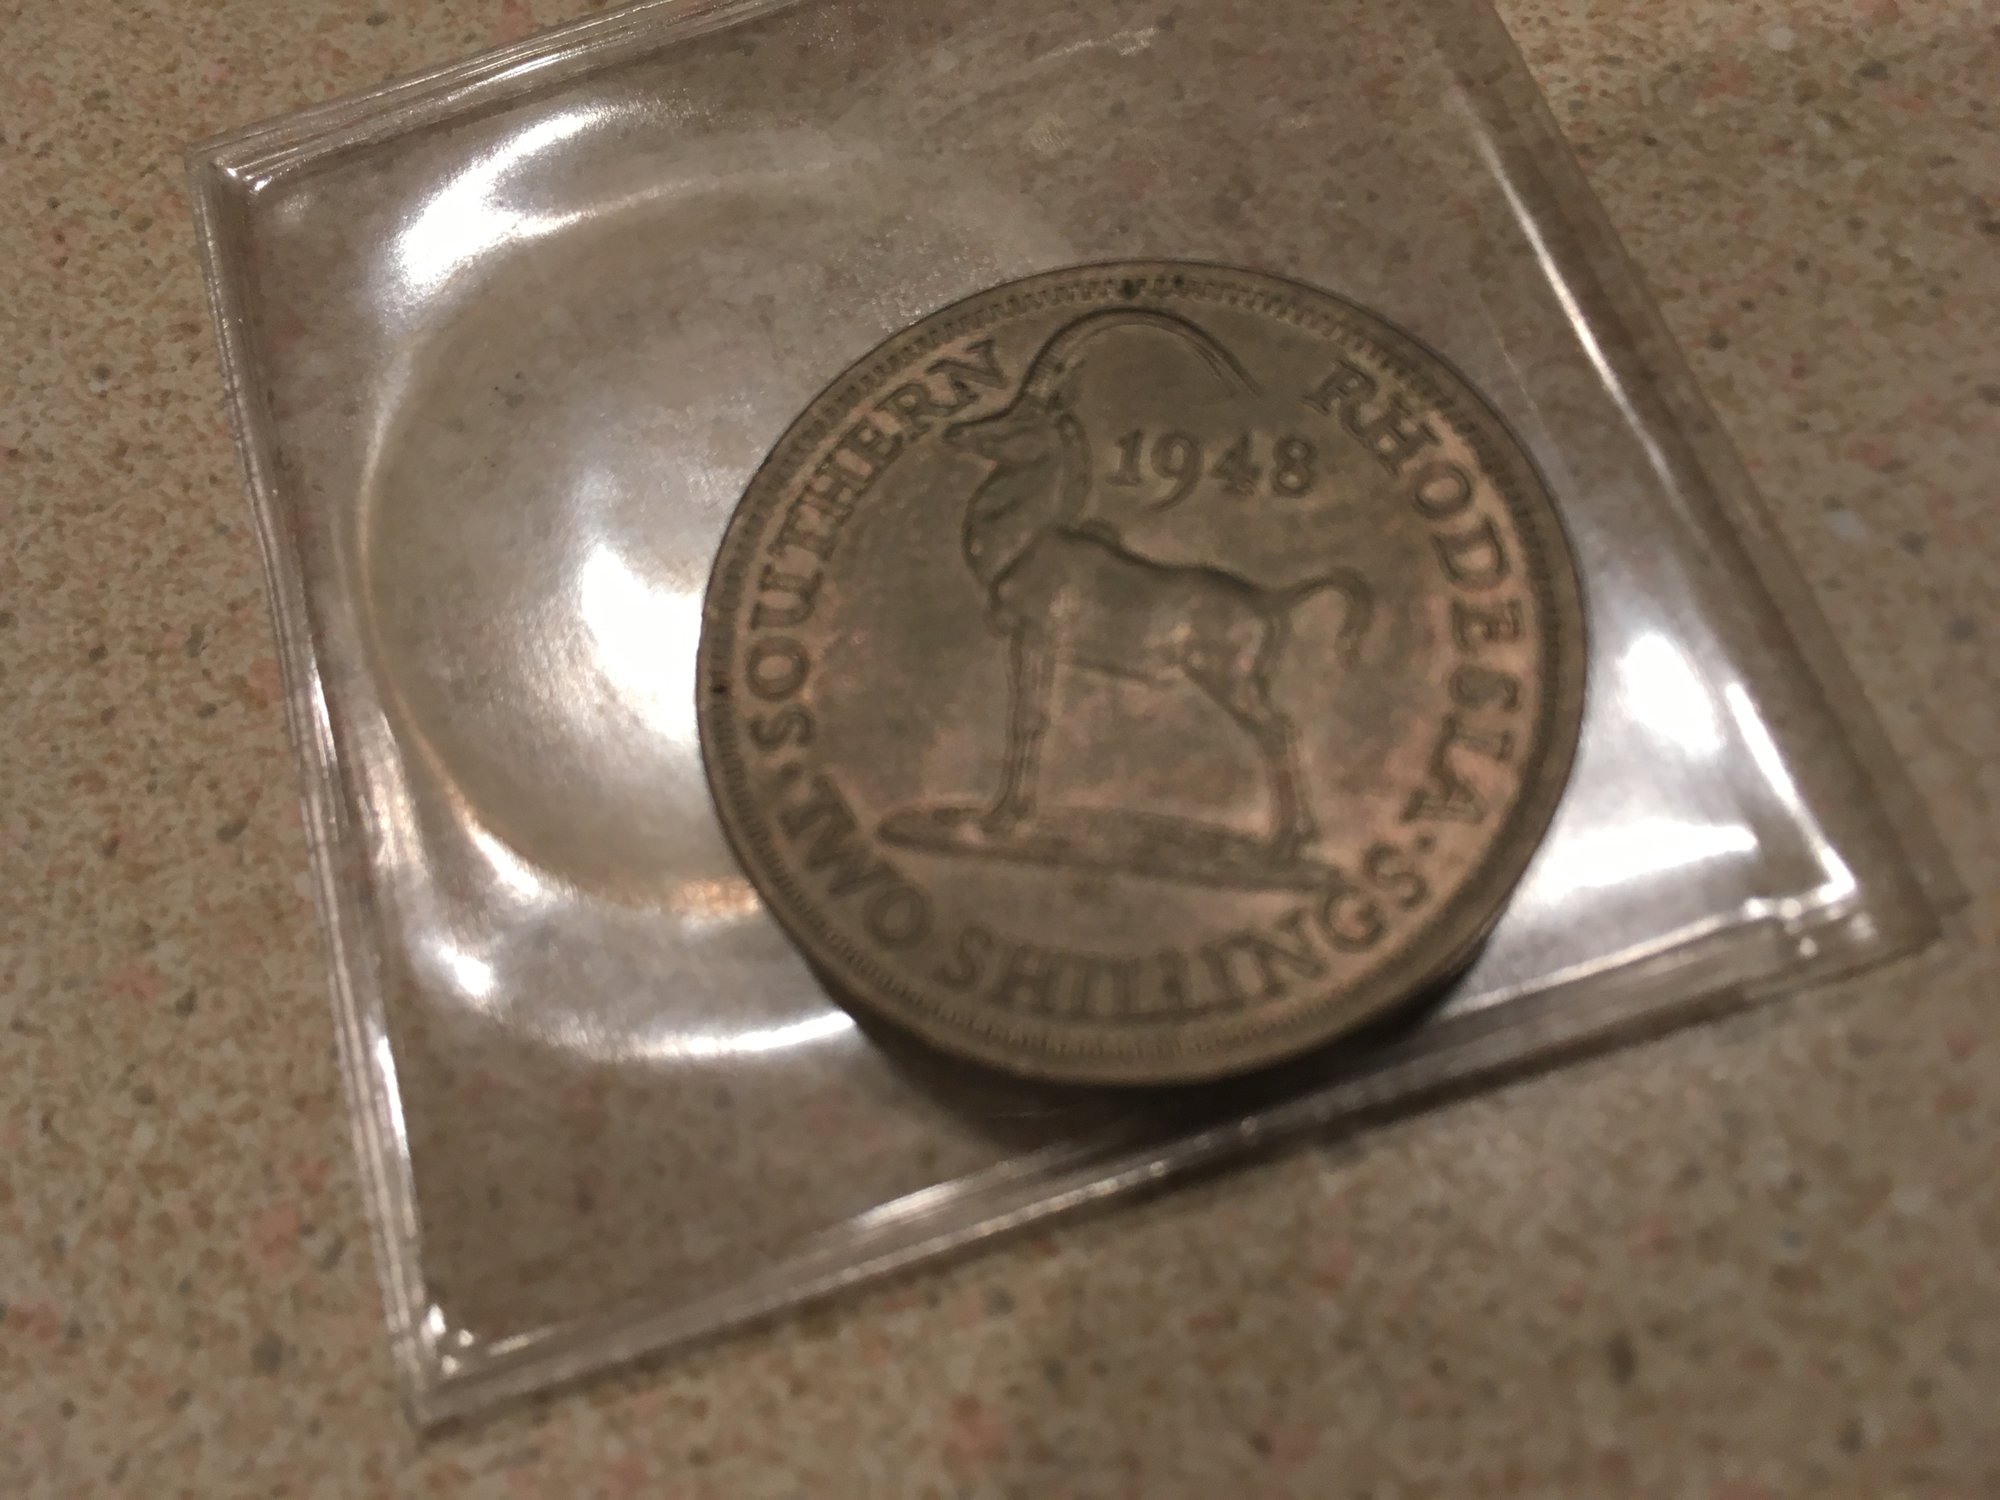 SOUTHERN RHODESIA
1948
· TWO SHILLINGS ·